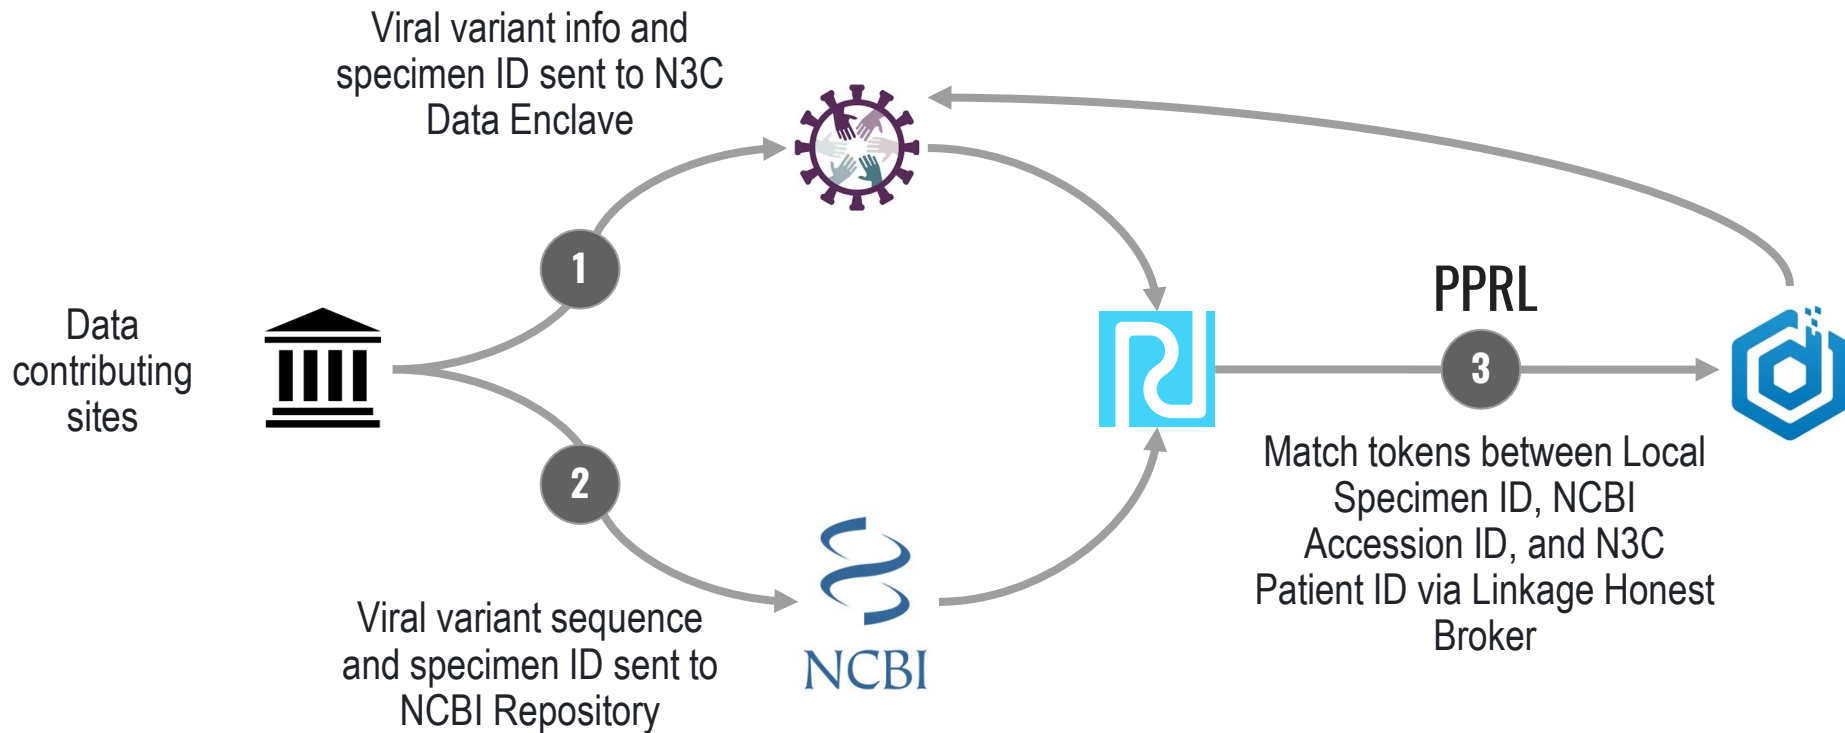 Viral variant info and
specimen ID sent to N3C
Data Enclave
1
Data
contributing
sites
PPRL
3
Match tokens between Local
Specimen ID, NCBI
Accession ID, and N3C
Patient ID via Linkage Honest
Broker
2
Viral variant sequence
and specimen ID sent to
NCBI Repository
NCBI